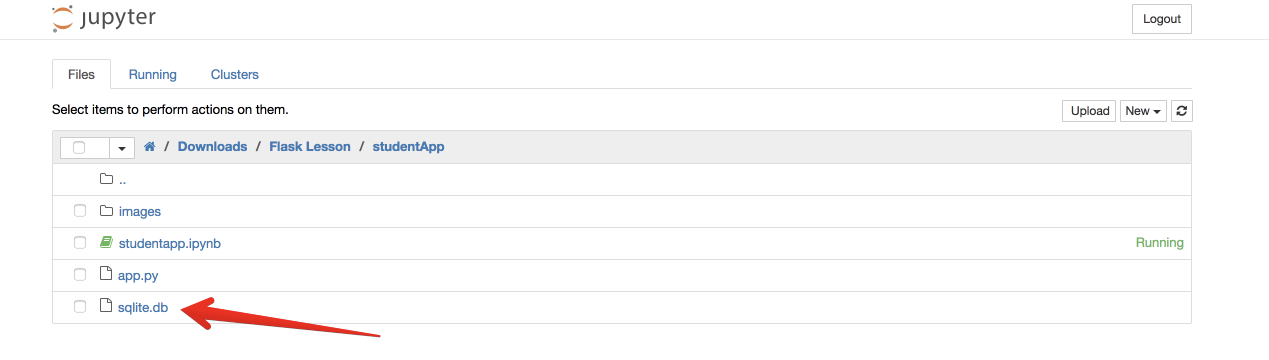 jupyter
Logout
Files Running Clusters
Select items to perform actions on them.
Upload New
/ Downloads / Flask Lesson / studentApp
..
images
studentapp.ipynb Running
app.py
sqlite.db